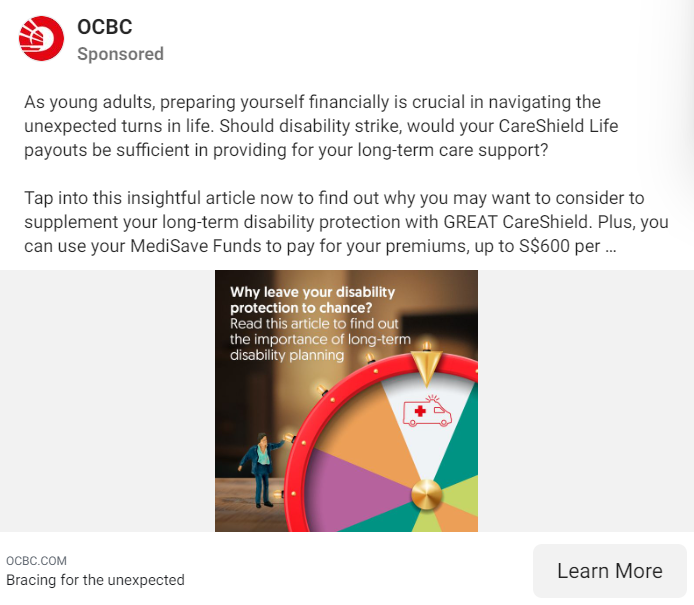 OCBC
Sponsored
As young adults, preparing yourself financially is crucial in navigating the
unexpected turns in life. Should disability strike, would your CareShield Life
payouts be sufficient in providing for your long-term care support?
Tap into this insightful article now to find out why you may want to consider to
supplement your long-term disability protection with GREAT CareShield. Plus, you
can use your MediSave Funds to pay for your premiums, up to S$600 per ...
Why leave your disability
protection to chance?
Read this article to find out
the importance of long-term
disability planning
OCBC.COM
Bracing for the unexpected
Learn More